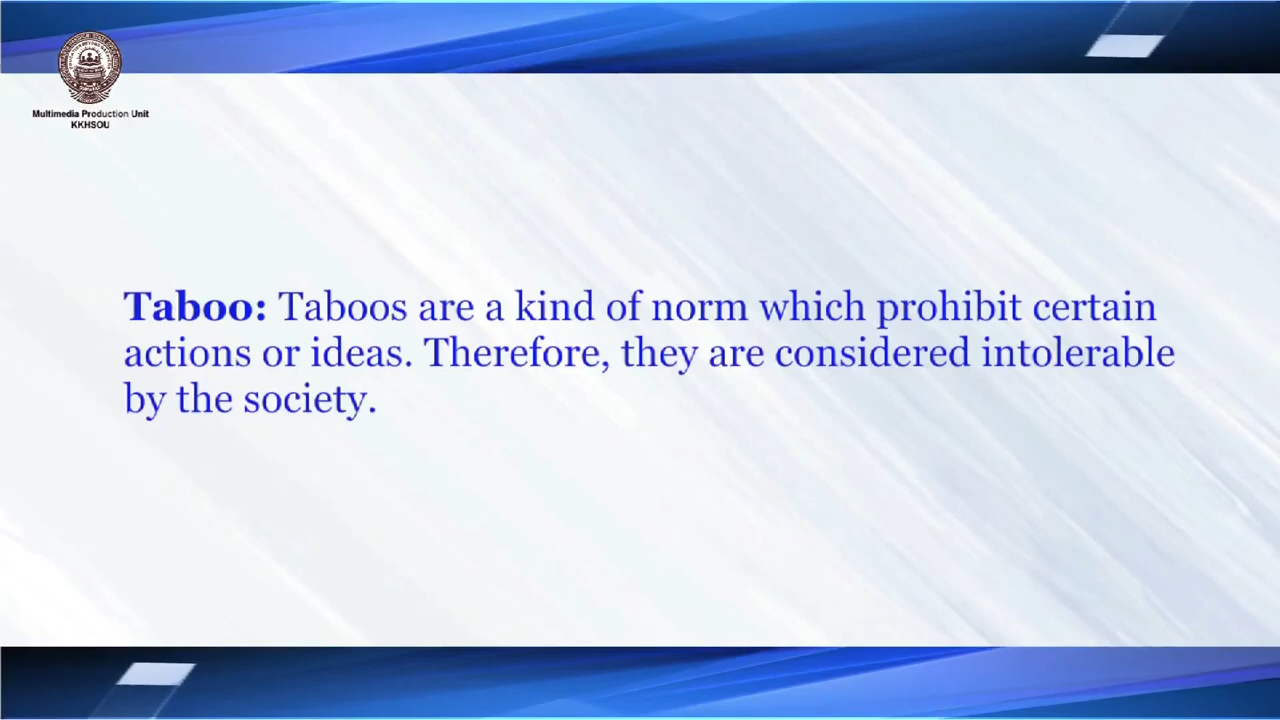 Multimedia Production Unit
KKHSOU
Taboo: Taboos are a kind of norm which prohibit certain
actions or ideas. Therefore, they are considered intolerable
by the society.